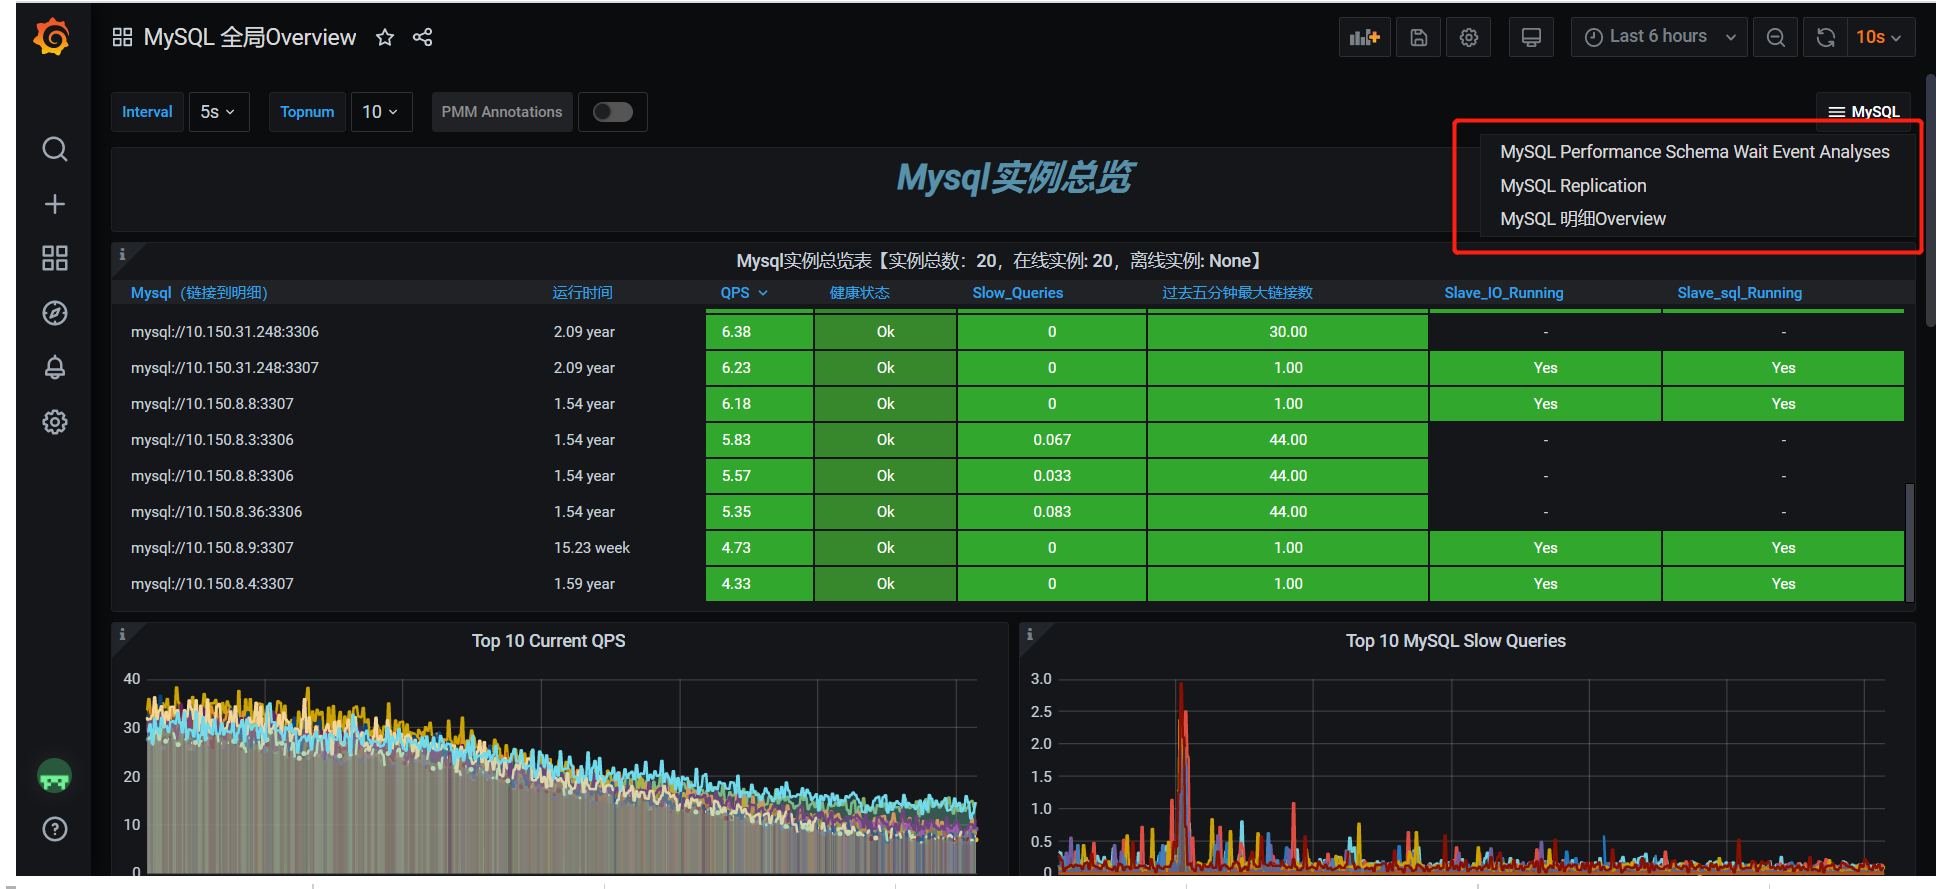 MySQL 全局Overview
Last 6 hours
10s
Interval
5s
Topnum
10
PMM Annotations
MySQL
MySQL Performance Schema Wait Event Analyses
MySQL Replication
MySQL 明细Overview
Mysql实例总览
Mysql实例总览表【实例总数：20，在线实例: 20，离线实例: None】
Mysql（链接到明细） 运行时间 QPS 健康状态 Slow_Queries 过去五分钟最大链接数 Slave_IO_Running Slave_sql_Running
mysql://10.150.31.248:3306 2.09 year 6.38 Ok 0 30.00 - -
mysql://10.150.31.248:3307 2.09 year 6.23 Ok 0 1.00 Yes Yes
mysql://10.150.8.8:3307 1.54 year 6.18 Ok 0 1.00 Yes Yes
mysql://10.150.8.3:3306 1.54 year 5.83 Ok 0.067 44.00 - -
mysql://10.150.8.8:3306 1.54 year 5.57 Ok 0.033 44.00 - -
mysql://10.150.8.36:3306 1.54 year 5.35 Ok 0.083 44.00 - -
mysql://10.150.8.9:3307 15.23 week 4.73 Ok 0 1.00 Yes Yes
mysql://10.150.8.4:3307 1.59 year 4.33 Ok 0 1.00 Yes Yes
Top 10 Current QPS
40
30
20
10
0
Top 10 MySQL Slow Queries
3.0
2.5
2.0
1.5
1.0
0.5
0